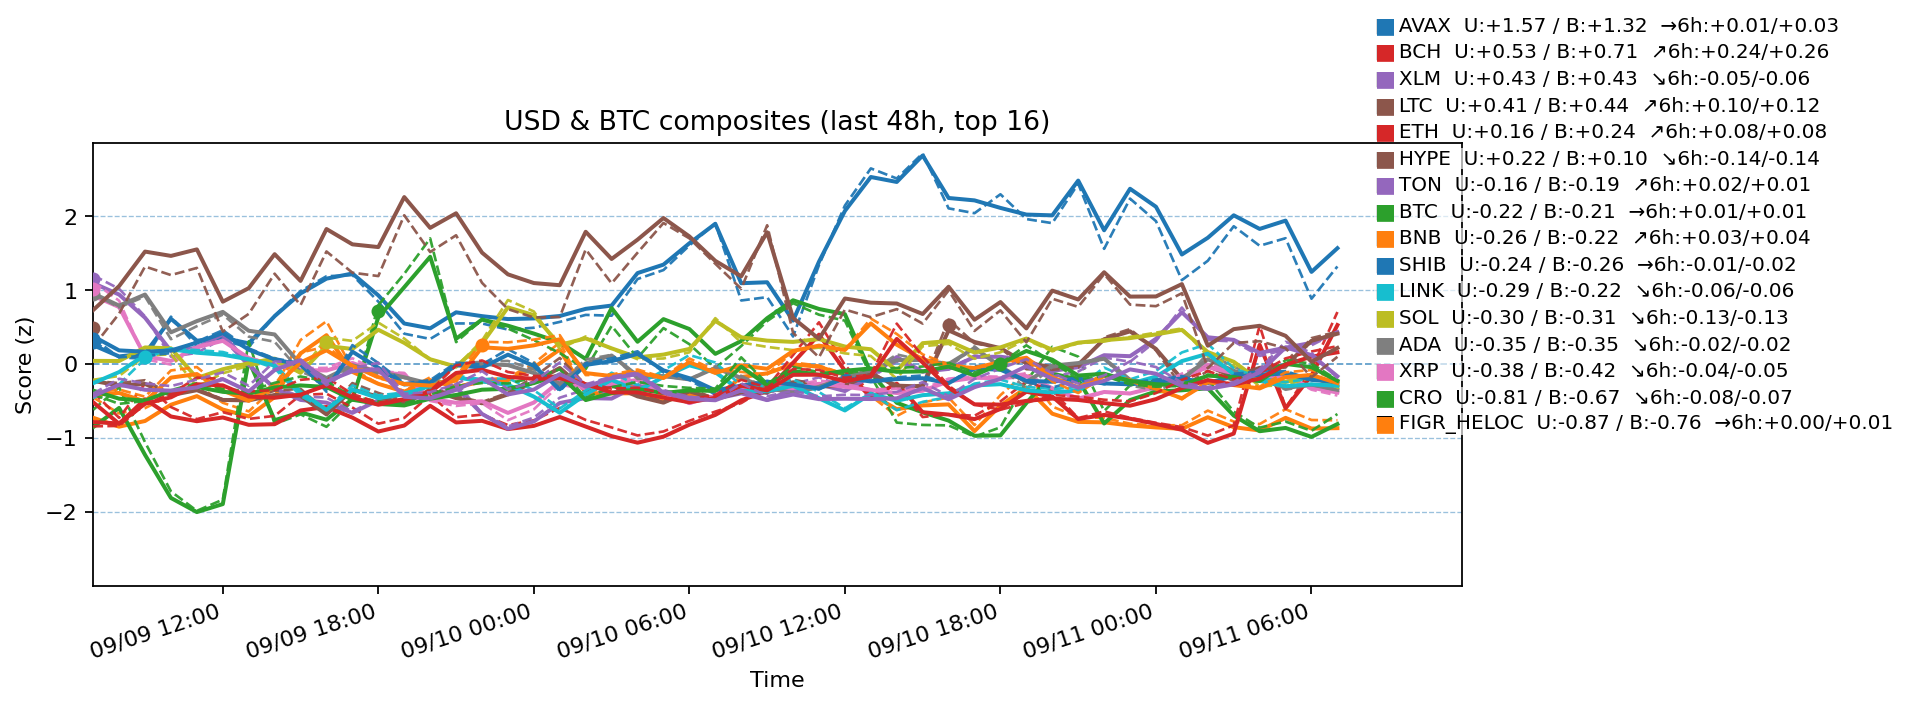 AVAX  U:+1.57 / B:+1.32  →6h:+0.01/+0.03
BCH  U:+0.53 / B:+0.71  ↗6h:+0.24/+0.26
XLM  U:+0.43 / B:+0.43  ↘6h:-0.05/-0.06
LTC  U:+0.41 / B:+0.44  ↗6h:+0.10/+0.12
ETH  U:+0.16 / B:+0.24  ↗6h:+0.08/+0.08
HYPE  U:+0.22 / B:+0.10  ↘6h:-0.14/-0.14
TON  U:-0.16 / B:-0.19  ↗6h:+0.02/+0.01
BTC  U:-0.22 / B:-0.21  →6h:+0.01/+0.01
BNB  U:-0.26 / B:-0.22  ↗6h:+0.03/+0.04
SHIB  U:-0.24 / B:-0.26  →6h:-0.01/-0.02
LINK  U:-0.29 / B:-0.22  ↘6h:-0.06/-0.06
SOL  U:-0.30 / B:-0.31  ↘6h:-0.13/-0.13
ADA  U:-0.35 / B:-0.35  ↘6h:-0.02/-0.02
XRP  U:-0.38 / B:-0.42  ↘6h:-0.04/-0.05
CRO  U:-0.81 / B:-0.67  ↘6h:-0.08/-0.07
FIGR_HELOC  U:-0.87 / B:-0.76  →6h:+0.00/+0.01
USD & BTC composites (last 48h, top 16)
Score (z)
2
1
0
−1
−2
09/09 12:00
09/09 18:00
09/10 00:00
09/10 06:00
09/10 12:00
09/10 18:00
09/11 00:00
09/11 06:00
Time